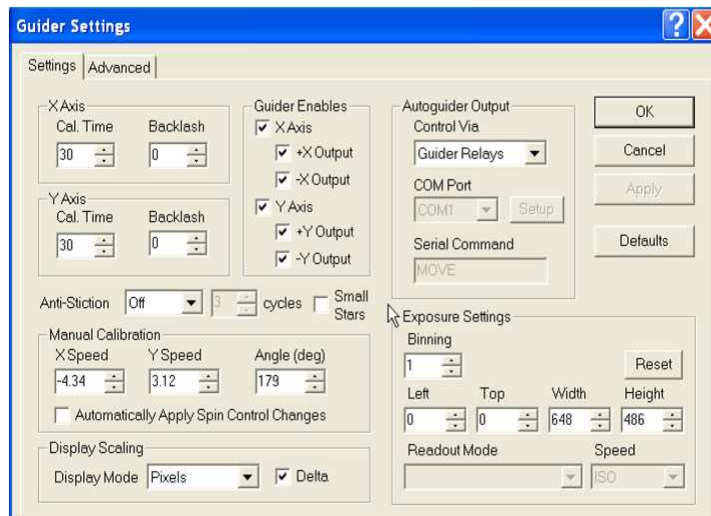 Guider Settings
Settings Advanced
X Axis
Cal. Time Backlash
30 0
Y Axis
Cal. Time Backlash
30 0
Guider Enables
X Axis
+X Output
-X Output
Y Axis
+Y Output
-Y Output
Anti-Stiction Off 3 cycles Small Stars
Manual Calibration
X Speed Y Speed Angle (deg)
-4.34 3.12 179
Automatically Apply Spin Control Changes
Display Scaling
Display Mode Pixels Delta
Autoguider Output
Control Via
Guider Relays
COM Port
COM1 Setup
Serial Command
MOVE
Exposure Settings
Binning
1 Reset
Left Top Width Height
0 0 648 486
Readout Mode Speed
ISO
OK
Cancel
Apply
Defaults